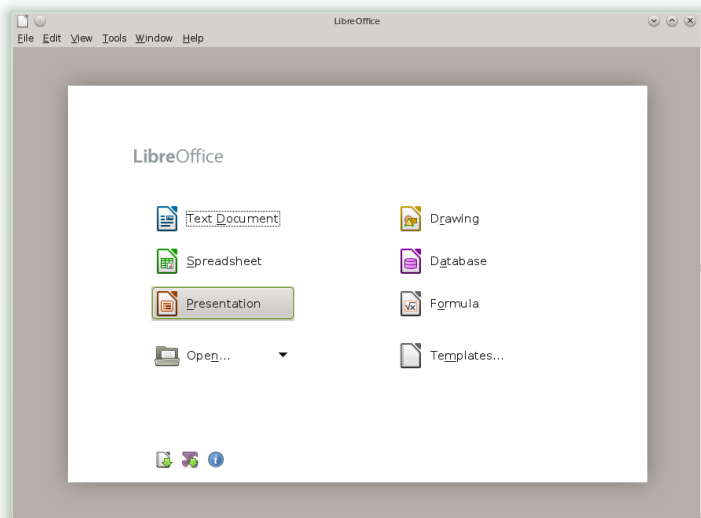 LibreOffice
File Edit View Tools Window Help
LibreOffice
Text Document
Drawing
Spreadsheet
Database
Presentation
Formula
Open...
Templates...